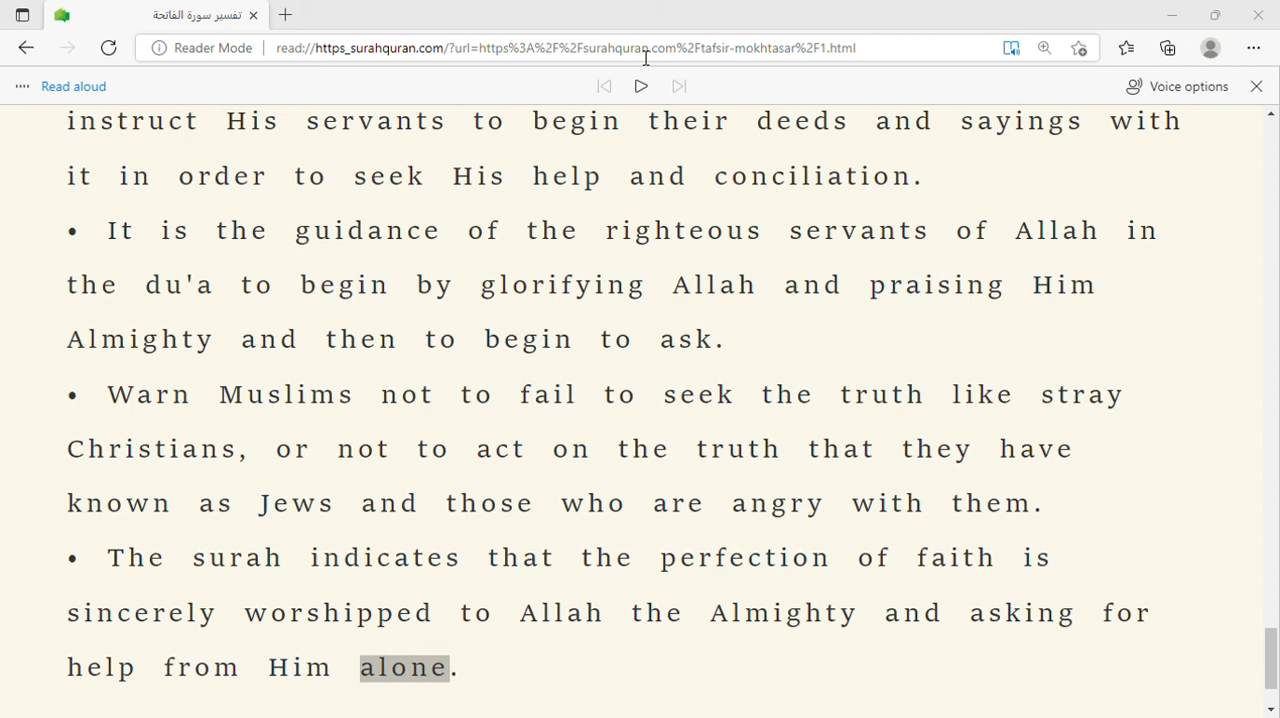 تفسير سورة الفاتحة
Reader Mode
read://https_surahquran.com/?url=https%3A%2F%2Fsurahquran.com%2Ftafsir-mokhtasar%2F1.html
Read aloud
Voice options
instruct His servants to begin their deeds and sayings with
it in order to seek His help and conciliation.
• It is the guidance of the righteous servants of Allah in
the du'a to begin by glorifying Allah and praising Him
Almighty and then to begin to ask.
• Warn Muslims not to fail to seek the truth like stray
Christians, or not to act on the truth that they have
known as Jews and those who are angry with them.
• The surah indicates that the perfection of faith is
sincerely worshipped to Allah the Almighty and asking for
help from Him alone.